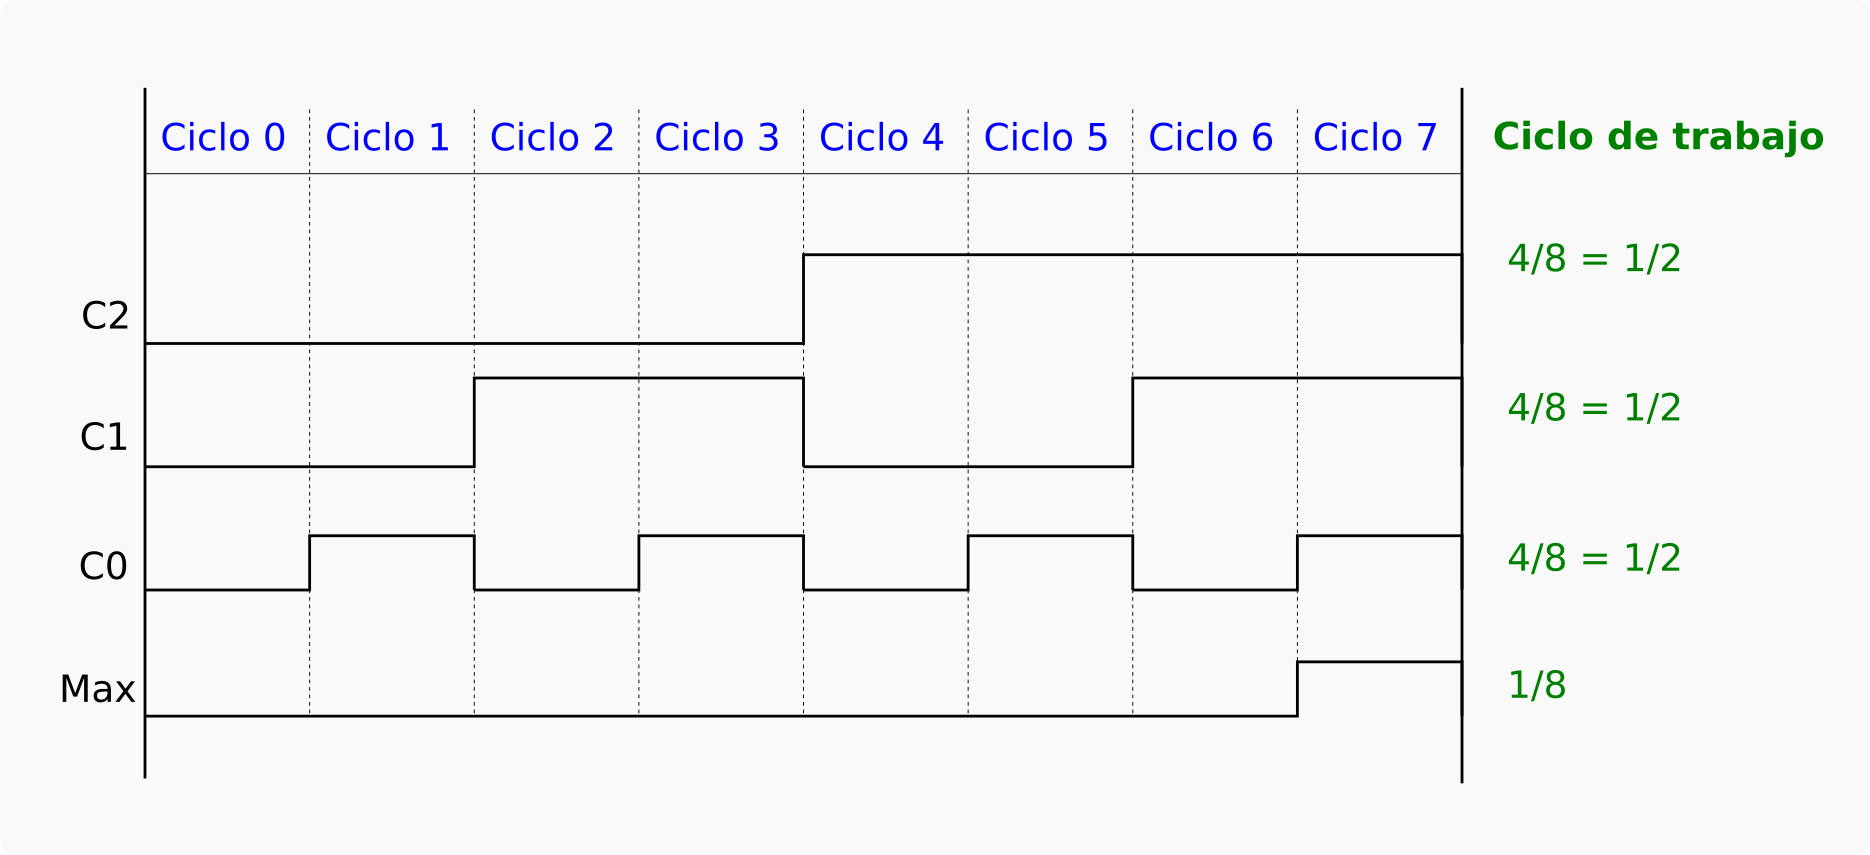 Ciclo 0 Ciclo 1 Ciclo 2 Ciclo 3 Ciclo 4 Ciclo 5 Ciclo 6 Ciclo 7 Ciclo de trabajo
C2 4/8 = 1/2
C1 4/8 = 1/2
C0 4/8 = 1/2
Max 1/8